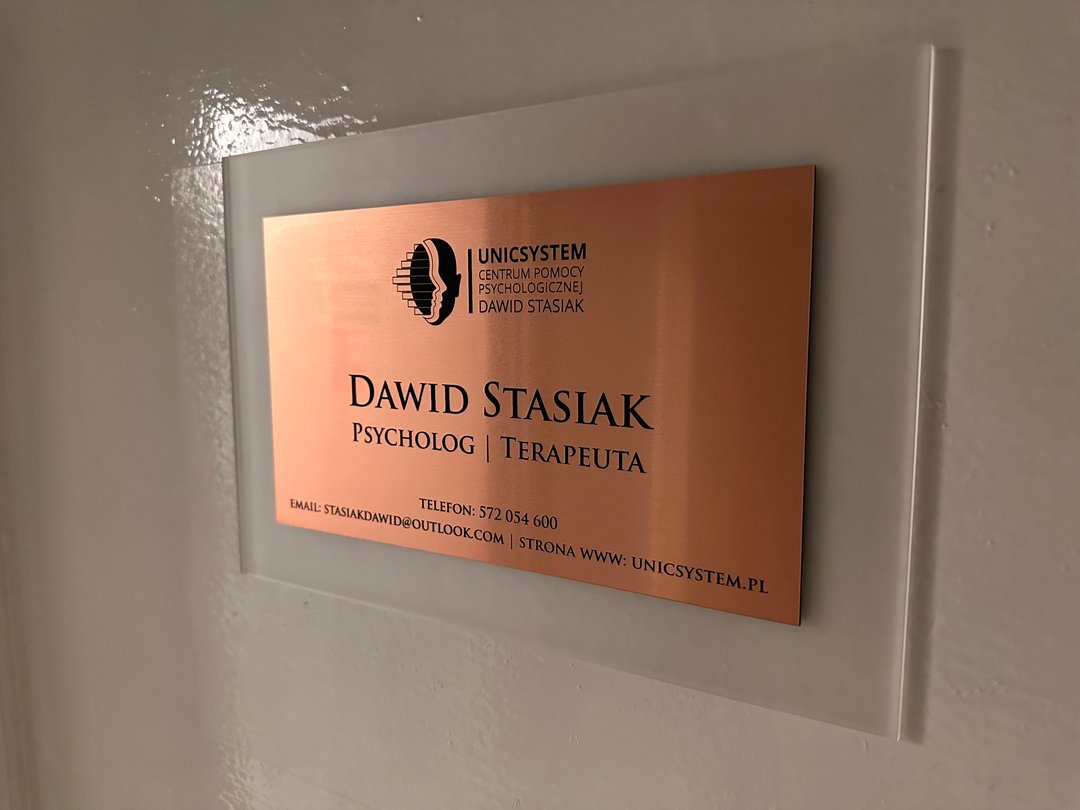 UNICSYSTEM
CENTRUM POMOCY
PSYCHOLOGICZNEJ
DAWID STASIAK
DAWID STASIAK
PSYCHOLOG | TERAPEUTA
TELEFON: 572 054 600
EMAIL: STASIAKDAWID@OUTLOOK.COM | STRONA WWW: UNICSYSTEM.PL